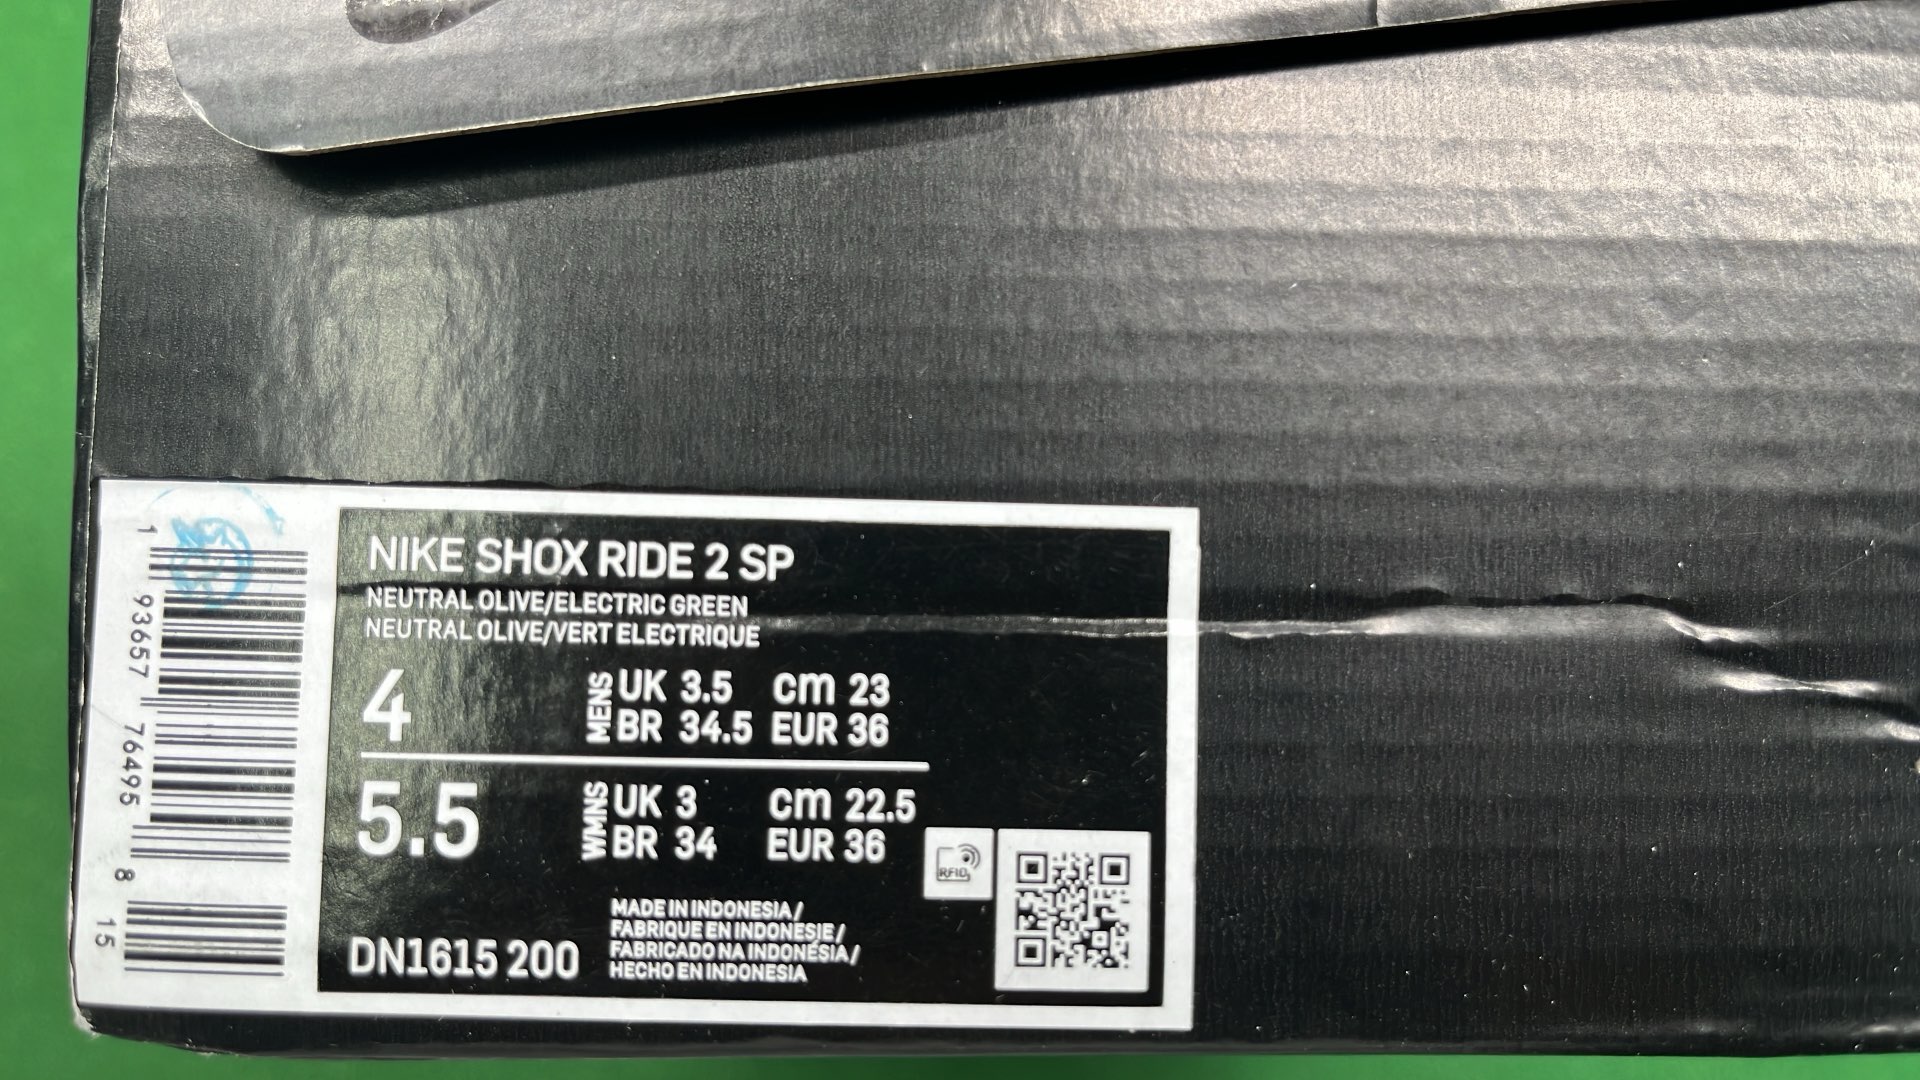 NIKE SHOX RIDE 2 SP
NEUTRAL OLIVE/ELECTRIC GREEN
NEUTRAL OLIVE/VERT ELECTRIQUE
4 MENS UK 3.5 cm 23
BR 34.5 EUR 36
5.5 WMNS UK 3 cm 22.5
BR 34 EUR 36
RFID
DN1615 200
MADE IN INDONESIA/
FABRIQUE EN INDONESIE/
FABRICADO NA INDONÉSIA/
HECHO EN INDONESIA
1 93657 76495 8
15